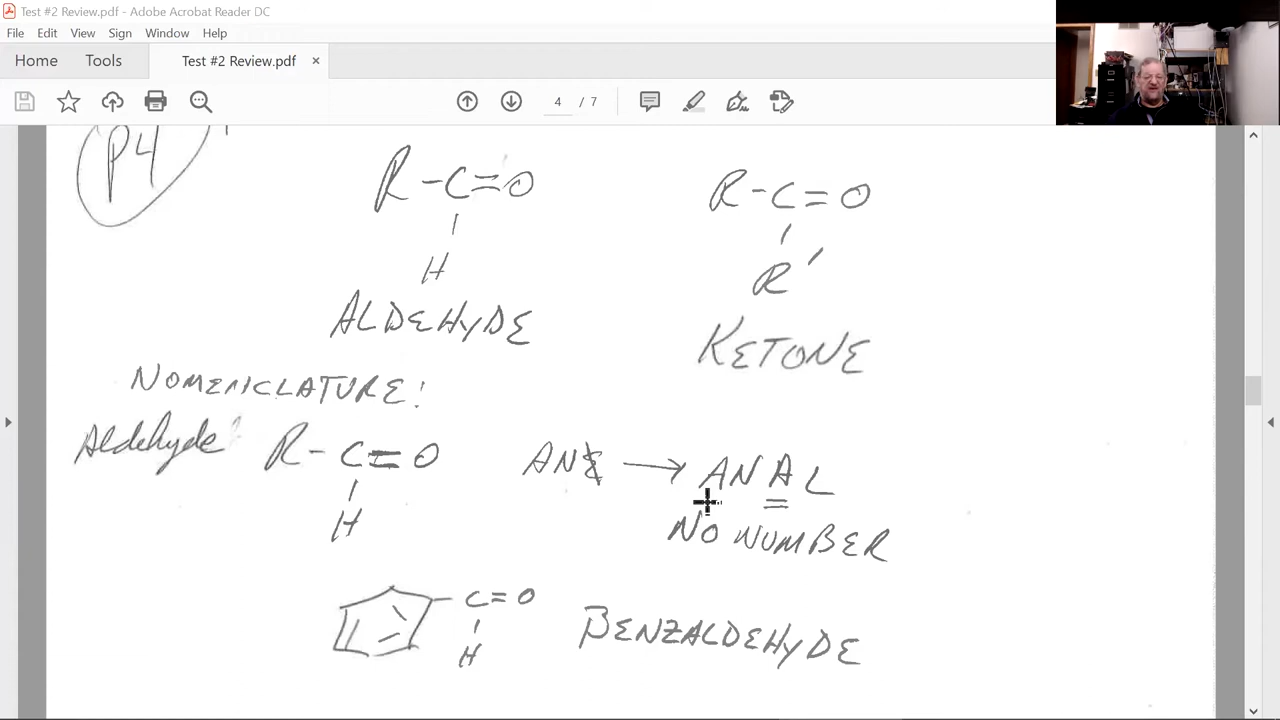 Test #2 Review.pdf - Adobe Acrobat Reader DC
File Edit View Sign Window Help
Home Tools Test #2 Review.pdf ×
4 / 7
P4
R-C=O R-C=O
H R'
ALDEHYDE KETONE
NOMENCLATURE:
Aldehyde: R-C=O ANE → ANAL
H NO NUMBER
C=O BENZALDEHYDE
H